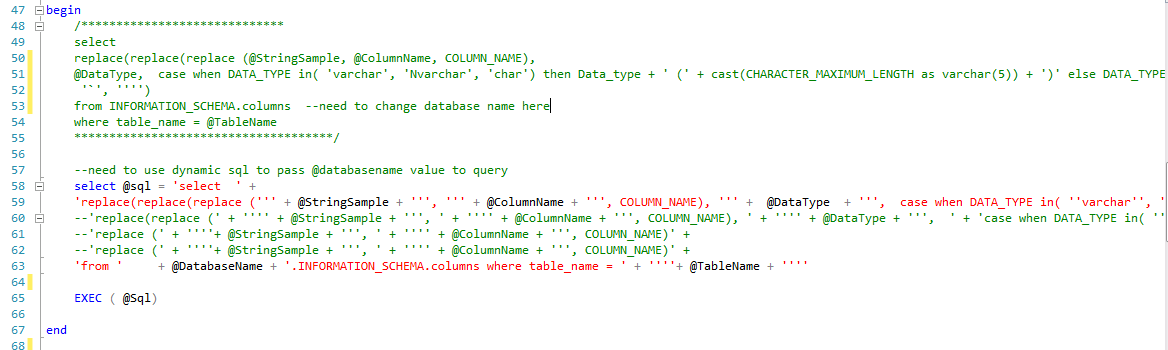 47 begin
48 /*****************************
49 select
50 replace(replace(replace (@StringSample, @ColumnName, COLUMN_NAME),
51 @DataType,  case when DATA_TYPE in( 'varchar', 'Nvarchar', 'char') then Data_type + ' (' + cast(CHARACTER_MAXIMUM_LENGTH as varchar(5)) + ')' else DATA_TYPE
52 '`', '''')
53 from INFORMATION_SCHEMA.columns  --need to change database name here
54 where table_name = @TableName
55 *************************************/
56
57 --need to use dynamic sql to pass @databasename value to query
58 select @sql = 'select  ' +
59 'replace(replace(replace (''' + @StringSample + ''', ''' + @ColumnName + ''', COLUMN_NAME), ''' +  @DataType  + ''',  case when DATA_TYPE in( ''varchar'', '
60 --'replace(replace (' + '''' + @StringSample + ''', ' + '''' + @ColumnName + ''', COLUMN_NAME), ' + '''' + @DataType + ''',  ' + 'case when DATA_TYPE in( ''
61 --'replace (' + ''''+ @StringSample + ''', ' + '''' + @ColumnName + ''', COLUMN_NAME)' +
62 --'replace (' + ''''+ @StringSample + ''', ' + '''' + @ColumnName + ''', COLUMN_NAME)' +
63 'from '     + @DatabaseName + '.INFORMATION_SCHEMA.columns where table_name = ' + ''''+ @TableName + ''''
64
65 EXEC ( @Sql)
66
67 end
68